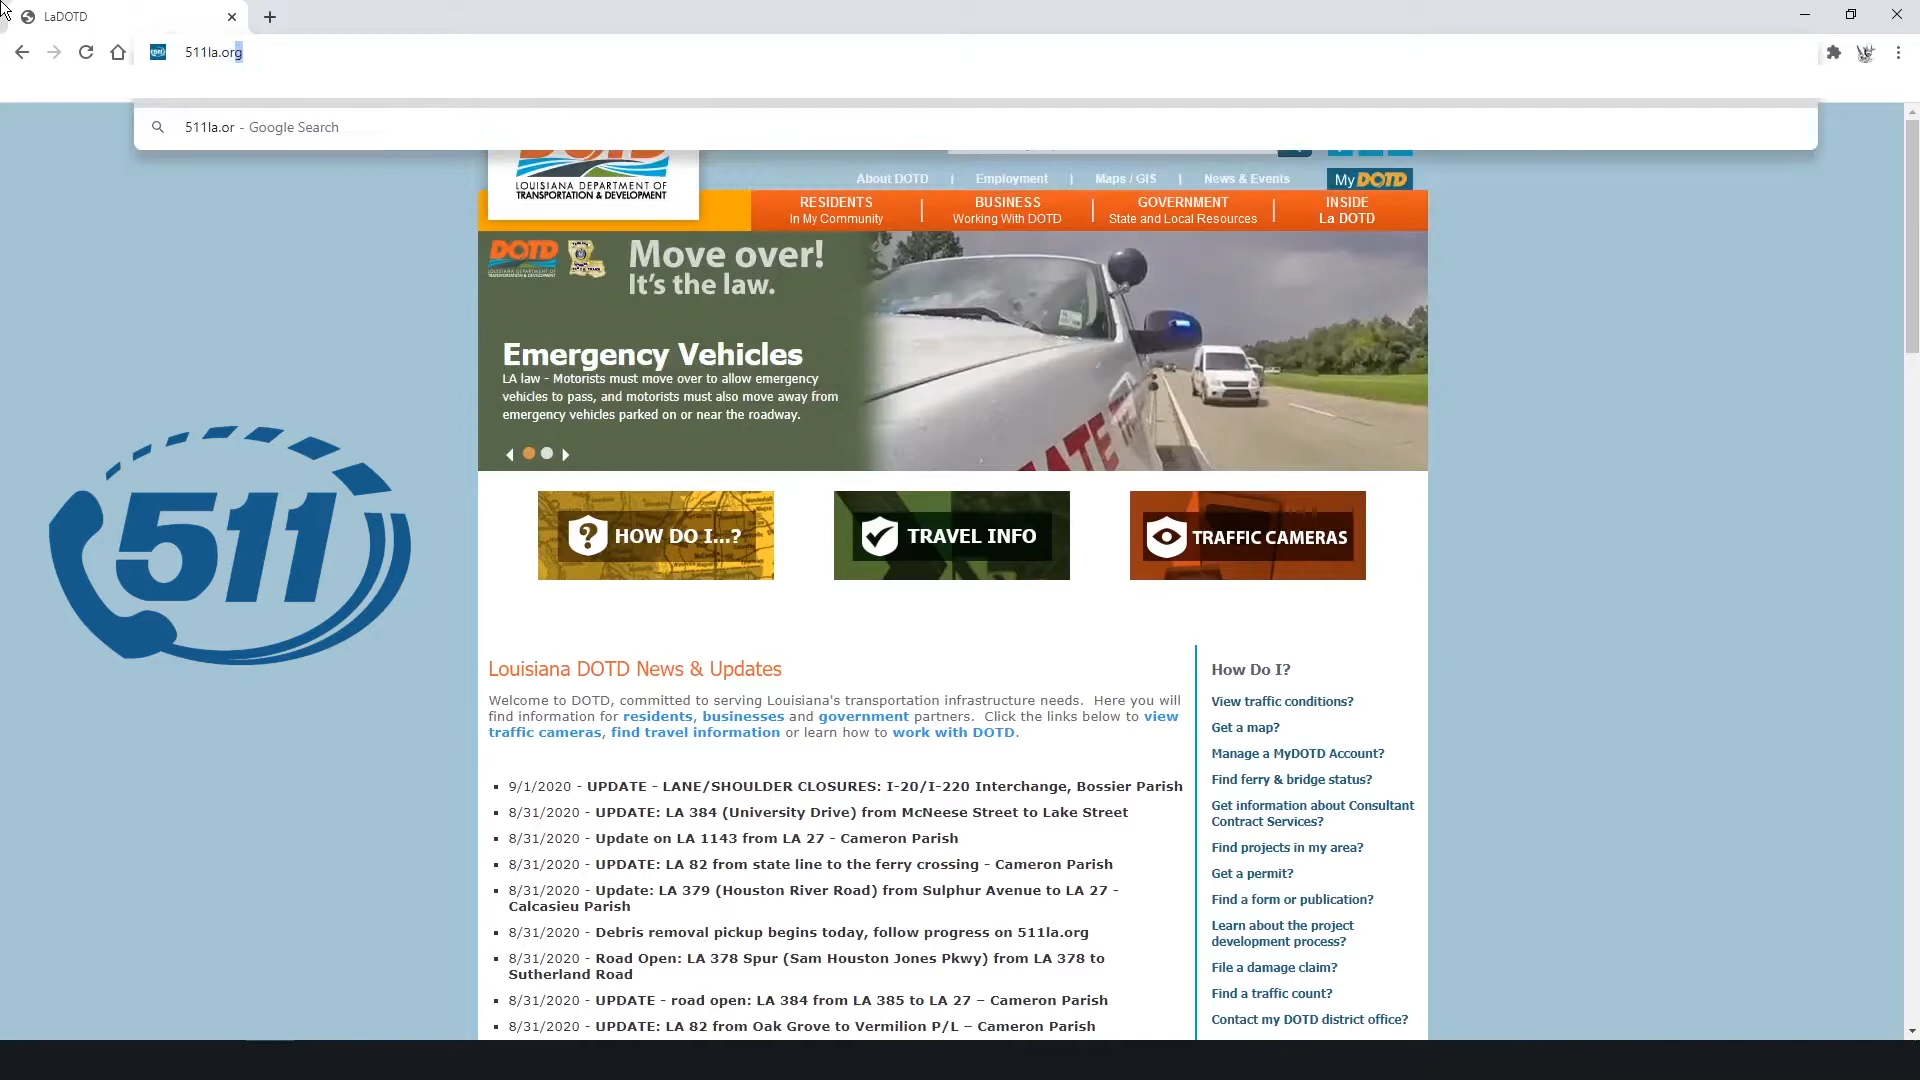 LaDOTD
511la.org
511la.or - Google Search
LOUISIANA DEPARTMENT OF
TRANSPORTATION & DEVELOPMENT
About DOTD | Employment | Maps / GIS | News & Events
My DOTD
RESIDENTS
In My Community
BUSINESS
Working With DOTD
GOVERNMENT
State and Local Resources
INSIDE
La DOTD
DOTD
Move over!
It's the law.
Emergency Vehicles
LA law - Motorists must move over to allow emergency
vehicles to pass, and motorists must also move away from
emergency vehicles parked on or near the roadway.
511
HOW DO I...?
TRAVEL INFO
TRAFFIC CAMERAS
Louisiana DOTD News & Updates
Welcome to DOTD, committed to serving Louisiana's transportation infrastructure needs. Here you will
find information for residents, businesses and government partners. Click the links below to view
traffic cameras, find travel information or learn how to work with DOTD.
9/1/2020 - UPDATE - LANE/SHOULDER CLOSURES: I-20/I-220 Interchange, Bossier Parish
8/31/2020 - UPDATE: LA 384 (University Drive) from McNeese Street to Lake Street
8/31/2020 - Update on LA 1143 from LA 27 - Cameron Parish
8/31/2020 - UPDATE: LA 82 from state line to the ferry crossing - Cameron Parish
8/31/2020 - Update: LA 379 (Houston River Road) from Sulphur Avenue to LA 27 -
Calcasieu Parish
8/31/2020 - Debris removal pickup begins today, follow progress on 511la.org
8/31/2020 - Road Open: LA 378 Spur (Sam Houston Jones Pkwy) from LA 378 to
Sutherland Road
8/31/2020 - UPDATE - road open: LA 384 from LA 385 to LA 27 – Cameron Parish
8/31/2020 - UPDATE: LA 82 from Oak Grove to Vermilion P/L – Cameron Parish
How Do I?
View traffic conditions?
Get a map?
Manage a MyDOTD Account?
Find ferry & bridge status?
Get information about Consultant
Contract Services?
Find projects in my area?
Get a permit?
Find a form or publication?
Learn about the project
development process?
File a damage claim?
Find a traffic count?
Contact my DOTD district office?